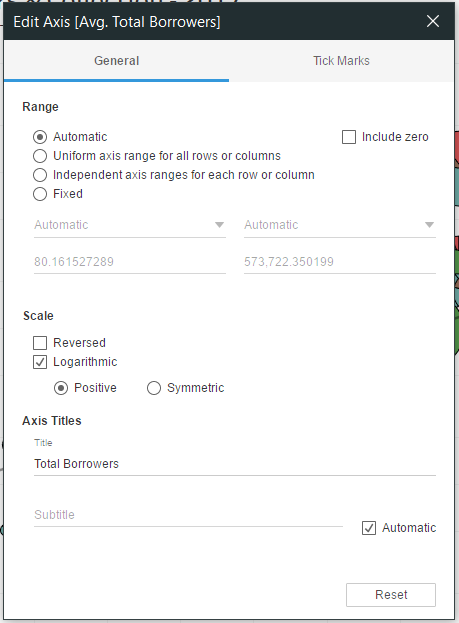 Edit Axis [Avg. Total Borrowers]
General
Tick Marks
Range
Automatic
Include zero
Uniform axis range for all rows or columns
Independent axis ranges for each row or column
Fixed
Automatic
Automatic
80.161527289
573,722.350199
Scale
Reversed
Logarithmic
Positive
Symmetric
Axis Titles
Title
Total Borrowers
Subtitle
Automatic
Reset